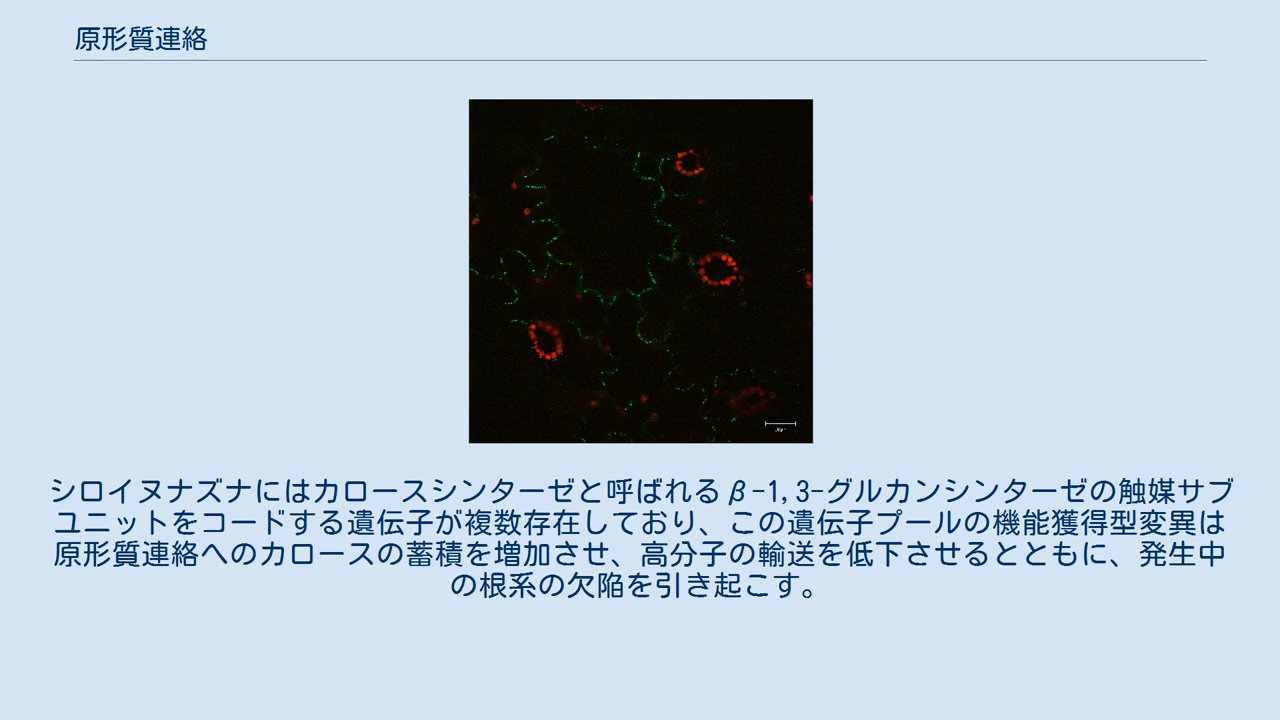 原形質連絡
シロイヌナズナにはカロースシンターゼと呼ばれるβ-1,3-グルカンシンターゼの触媒サブ
ユニットをコードする遺伝子が複数存在しており、この遺伝子プールの機能獲得型変異は
原形質連絡へのカロースの蓄積を増加させ、高分子の輸送を低下させるとともに、発生中
の根系の欠陥を引き起こす。